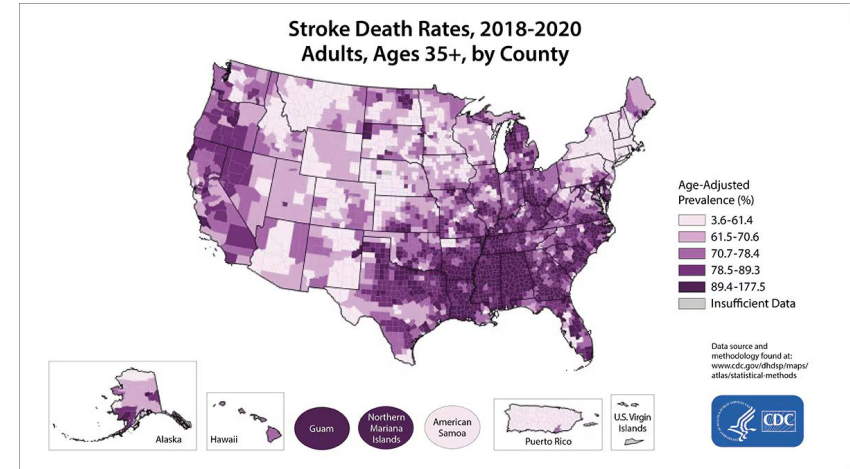 Stroke Death Rates, 2018-2020
Adults, Ages 35+, by County
Age-Adjusted
Prevalence (%)
3.6-61.4
61.5-70.6
70.7-78.4
78.5-89.3
89.4-177.5
Insufficient Data
Data source and
methodology found at:
www.cdc.gov/dhdsp/maps/
atlas/statistical-methods
Alaska
Hawaii
Guam
Northern
Mariana
Islands
American
Samoa
Puerto Rico
U.S. Virgin
Islands
CDC